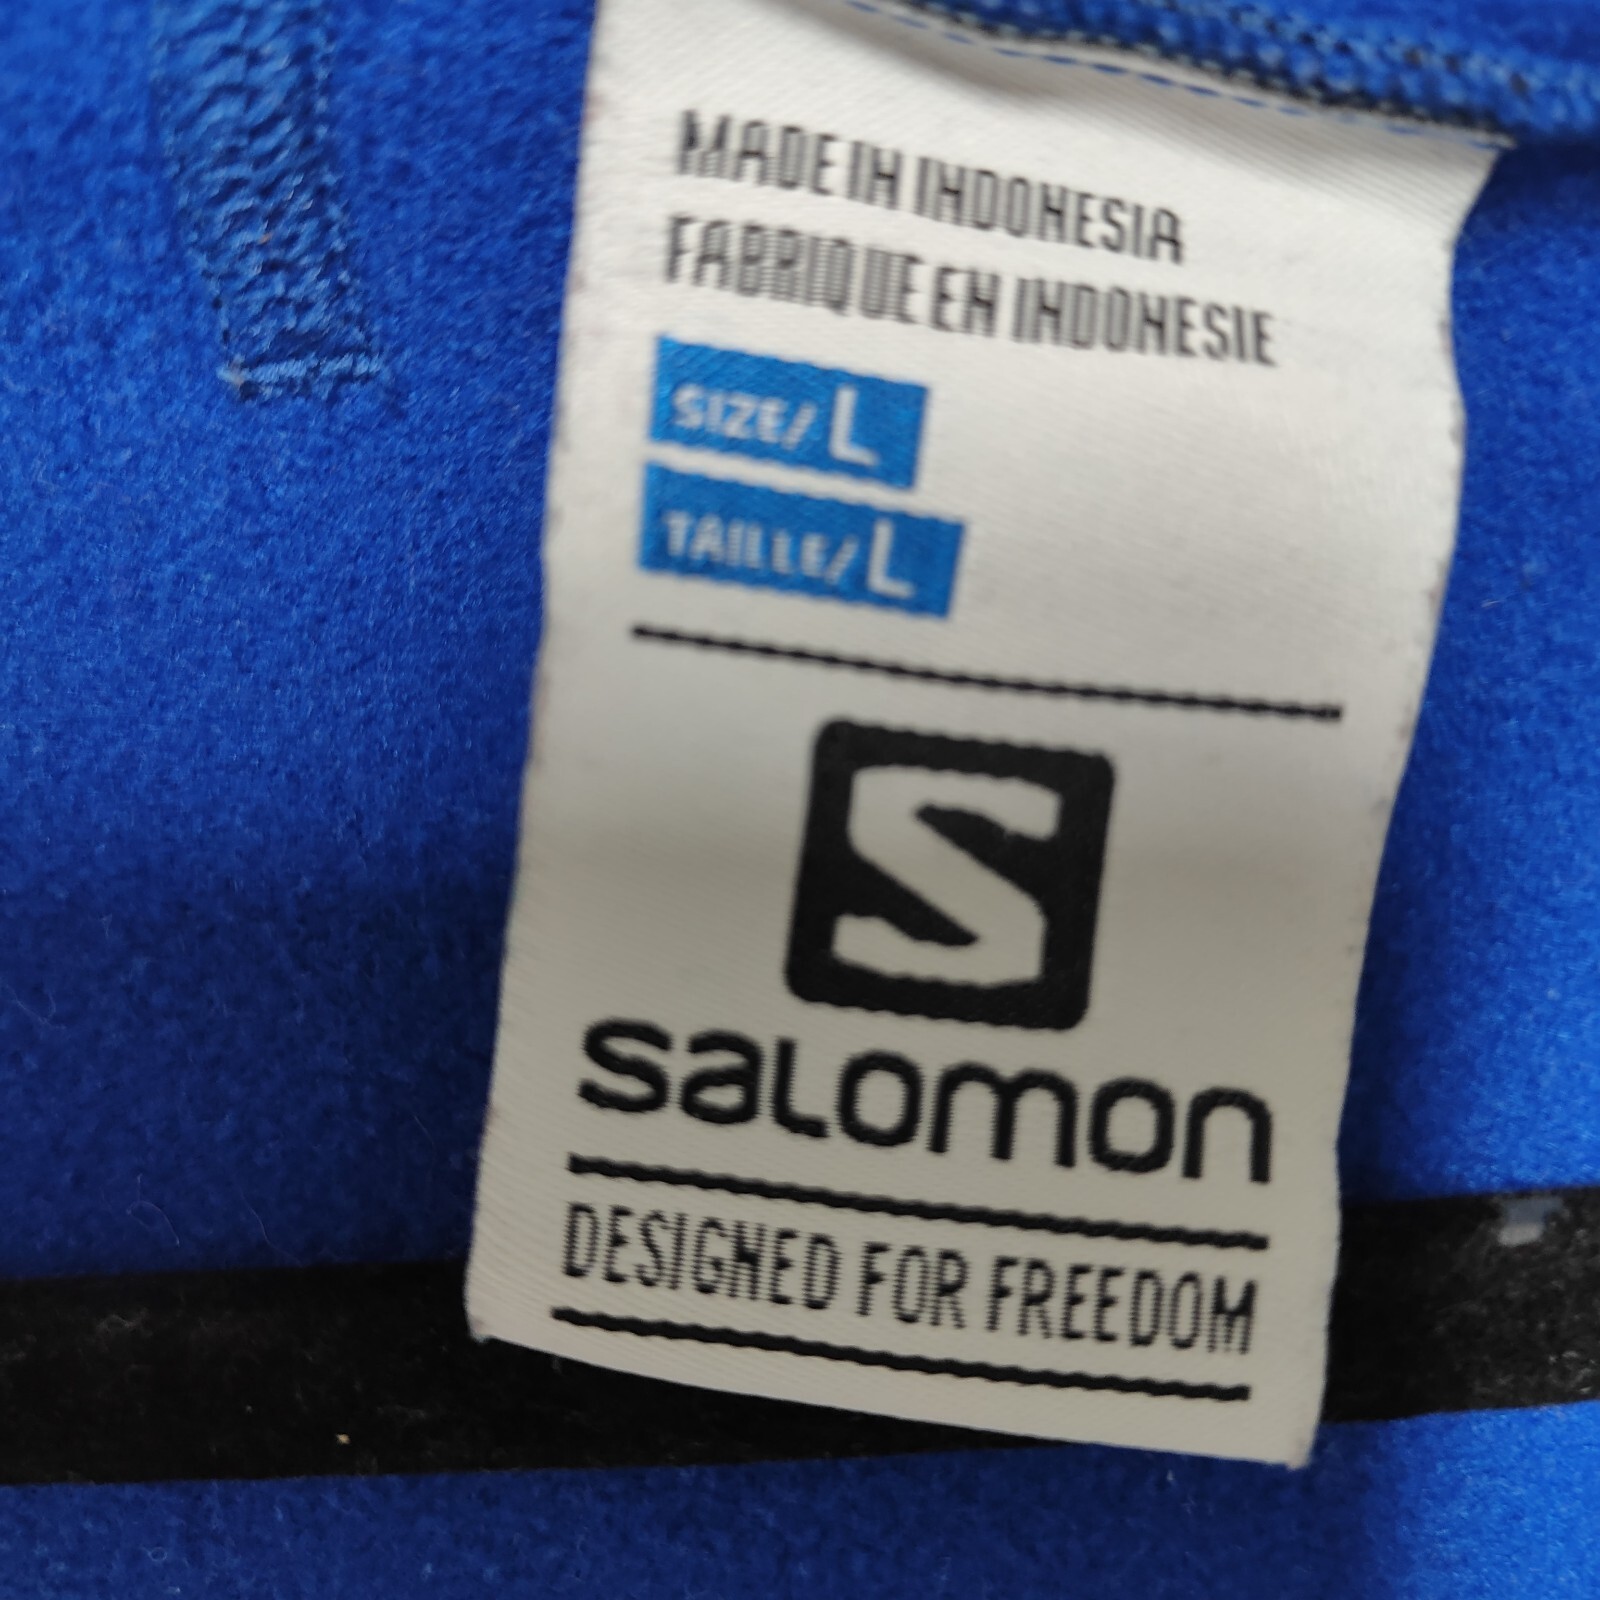 MADE IN INDONESIA
FABRIQUE EN INDONESIE
SIZE/ L
TAILLE/ L
S
SALOMON
DESIGNED FOR FREEDOM